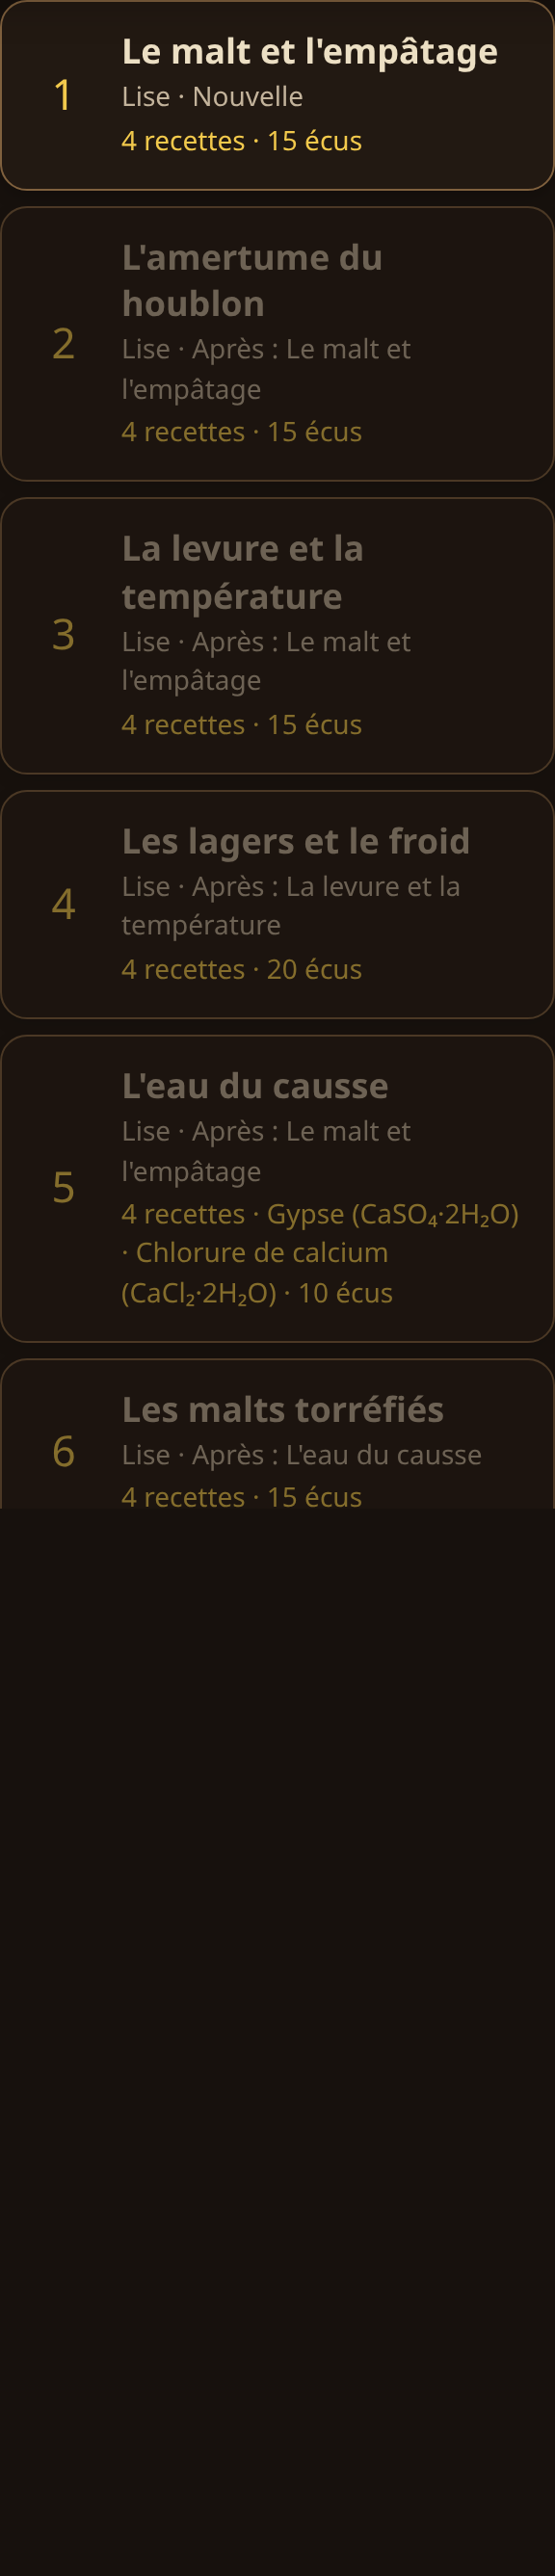 1
Le malt et l'empâtage
Lise · Nouvelle
4 recettes · 15 écus
2
L'amertume du
houblon
Lise · Après : Le malt et
l'empâtage
4 recettes · 15 écus
3
La levure et la
température
Lise · Après : Le malt et
l'empâtage
4 recettes · 15 écus
4
Les lagers et le froid
Lise · Après : La levure et la
température
4 recettes · 20 écus
5
L'eau du causse
Lise · Après : Le malt et
l'empâtage
4 recettes · Gypse (CaSO₄·2H₂O)
· Chlorure de calcium
(CaCl₂·2H₂O) · 10 écus
6
Les malts torréfiés
Lise · Après : L'eau du causse
4 recettes · 15 écus